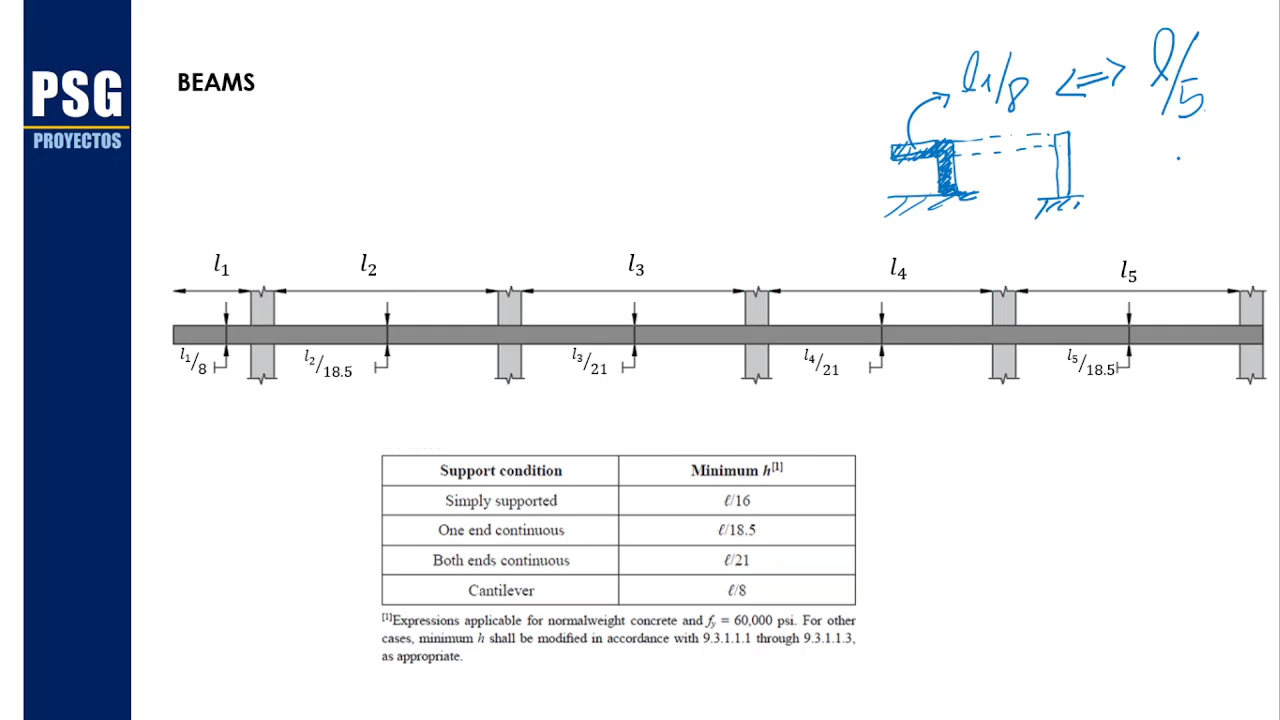 PSG
PROYECTOS
BEAMS
l1/8 <=> l/5
l₁ l₂ l₃ l₄ l₅
l₁/8 l₂/18.5 l₃/21 l₄/21 l₅/18.5
Support condition Minimum h[1]
Simply supported ℓ/16
One end continuous ℓ/18.5
Both ends continuous ℓ/21
Cantilever ℓ/8
[1]Expressions applicable for normalweight concrete and fy = 60,000 psi. For other
cases, minimum h shall be modified in accordance with 9.3.1.1.1 through 9.3.1.1.3,
as appropriate.